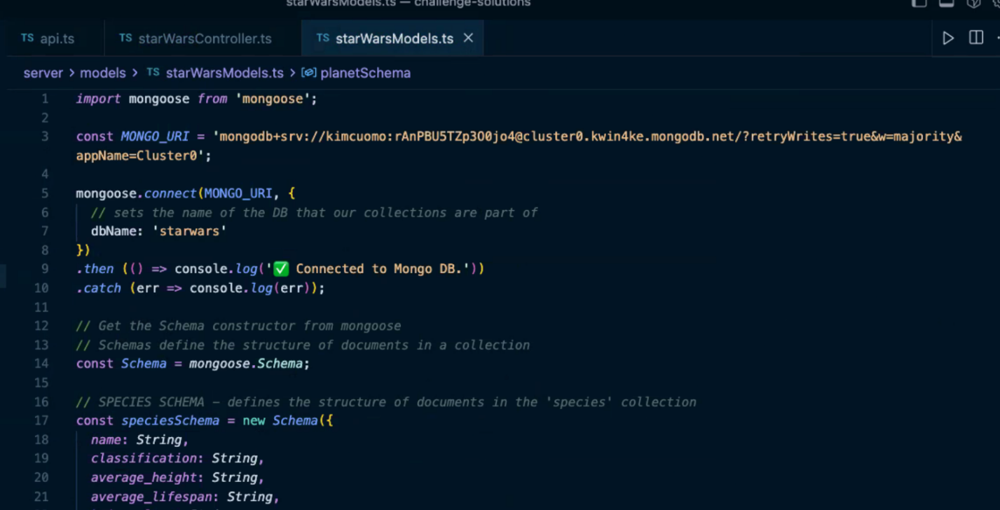 starWarsModels.ts — challenge-solutions
TS api.ts TS starWarsController.ts TS starWarsModels.ts ×
server > models > TS starWarsModels.ts > planetSchema
1 import mongoose from 'mongoose';
2
3 const MONGO_URI = 'mongodb+srv://kimcuomo:rAnPBU5TZp3O0jo4@cluster0.kwin4ke.mongodb.net/?retryWrites=true&w=majority&
appName=Cluster0';
4
5 mongoose.connect(MONGO_URI, {
6 // sets the name of the DB that our collections are part of
7 dbName: 'starwars'
8 })
9 .then (() => console.log('✅ Connected to Mongo DB.'))
10 .catch (err => console.log(err));
11
12 // Get the Schema constructor from mongoose
13 // Schemas define the structure of documents in a collection
14 const Schema = mongoose.Schema;
15
16 // SPECIES SCHEMA – defines the structure of documents in the 'species' collection
17 const speciesSchema = new Schema({
18 name: String,
19 classification: String,
20 average_height: String,
21 average_lifespan: String,